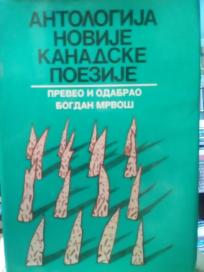 АНТОЛОГИЈА
НОВИЈЕ
КАНАДСКЕ
ПОЕЗИЈЕ
ПРЕВЕО И ОДАБРАО
БОГДАН МРВОШ